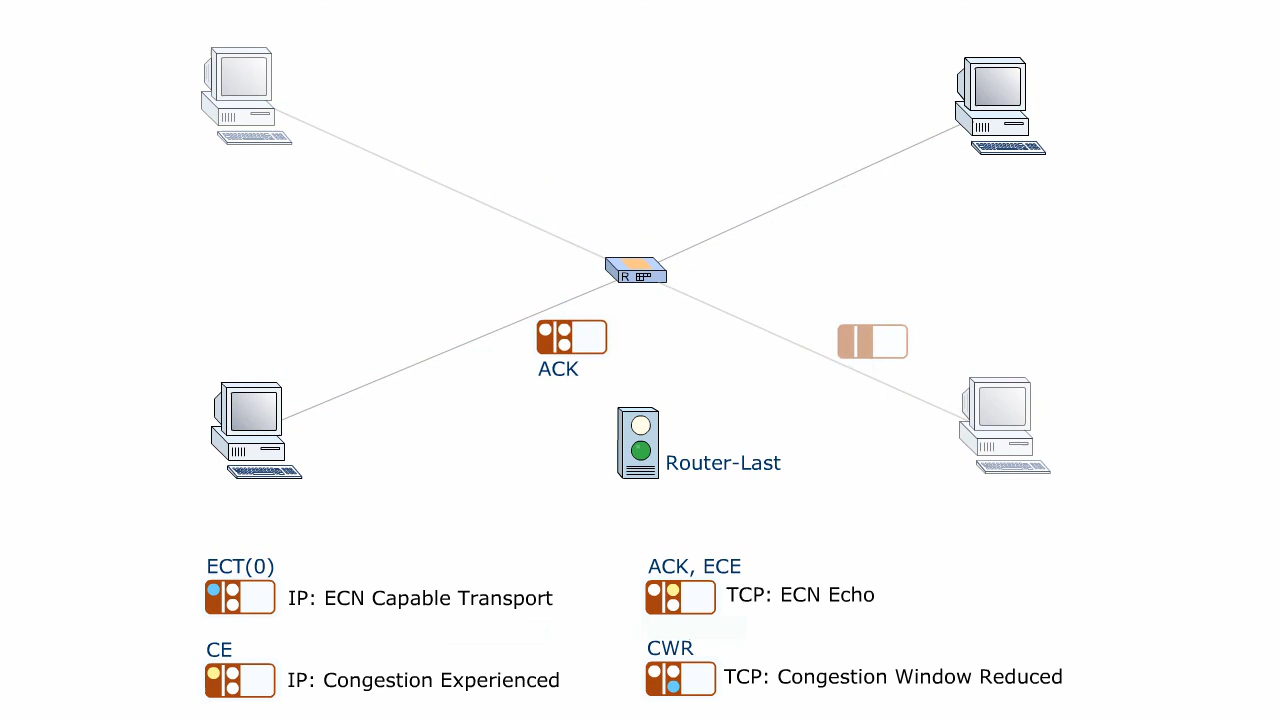 R
ACK
Router-Last
ECT(0)
IP: ECN Capable Transport
ACK, ECE
TCP: ECN Echo
CE
IP: Congestion Experienced
CWR
TCP: Congestion Window Reduced